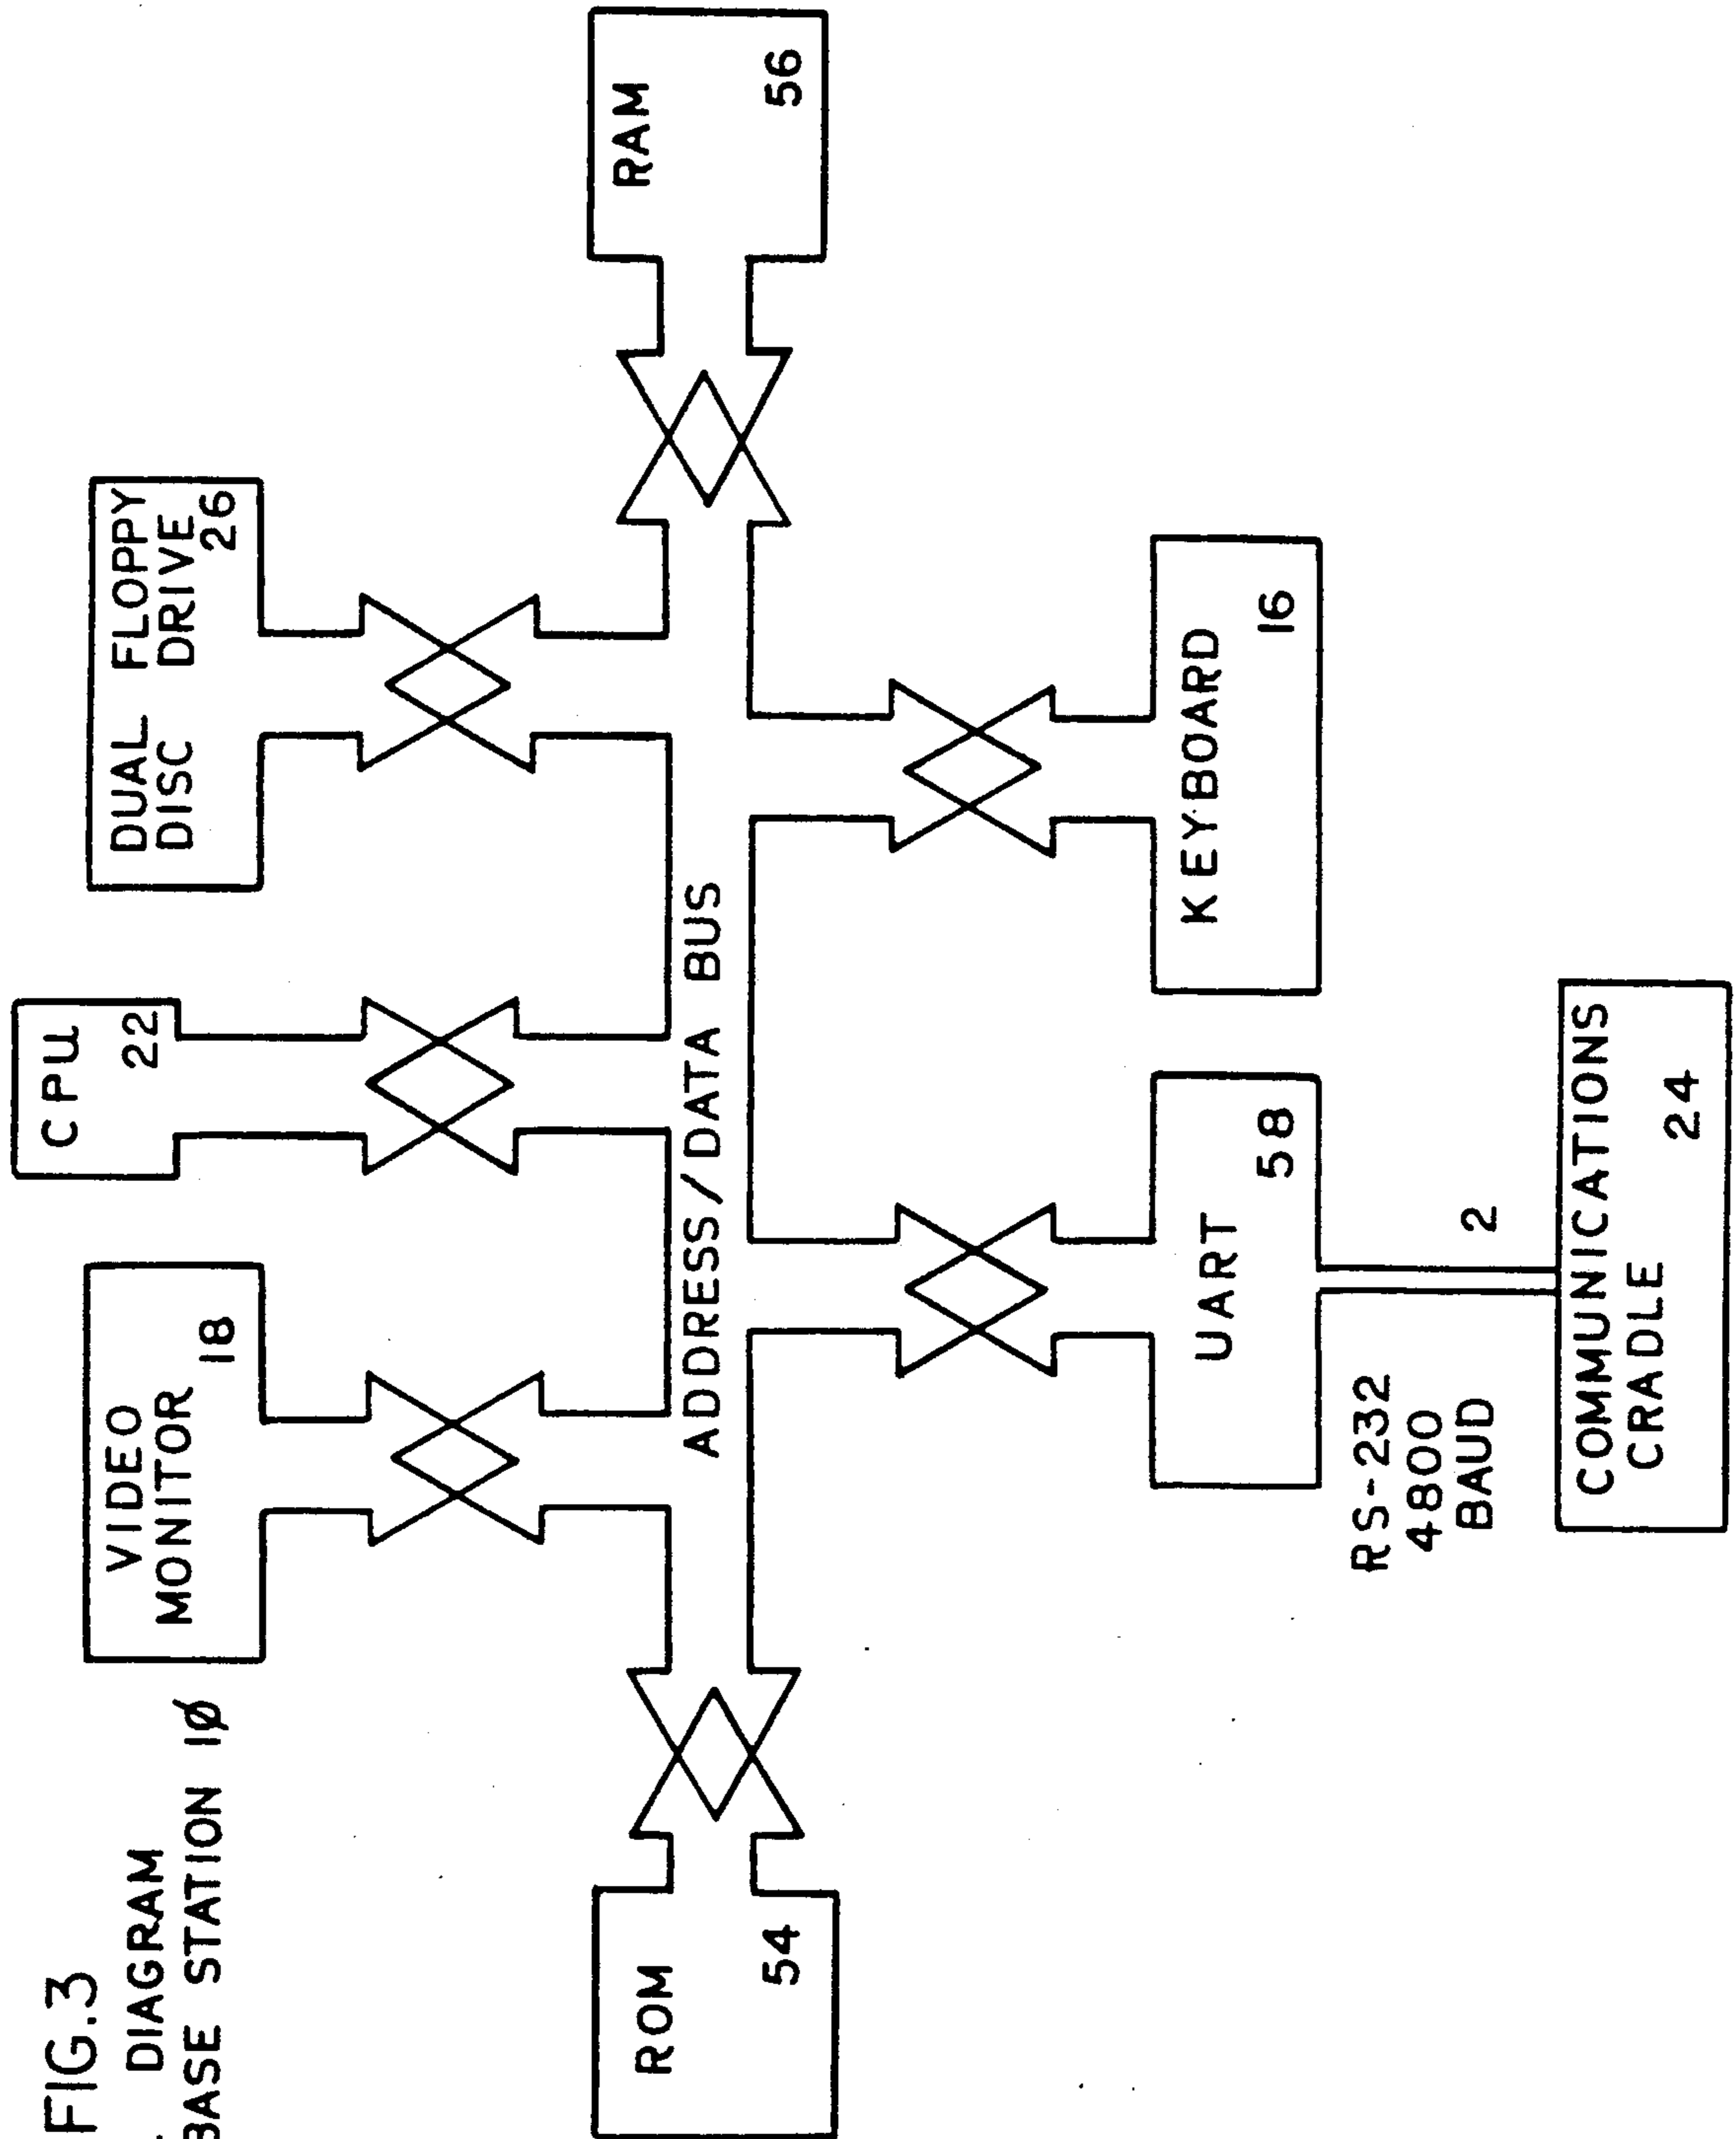 FIG.3
DIAGRAM
BASE STATION 1Ø
VIDEO
MONITOR 18
CPU
22
DUAL FLOPPY
DISC DRIVE
26
ROM
54
ADDRESS/DATA BUS
RAM
56
UART
58
KEYBOARD
16
RS-232
4800
BAUD
2
COMMUNICATIONS
CRADLE
24